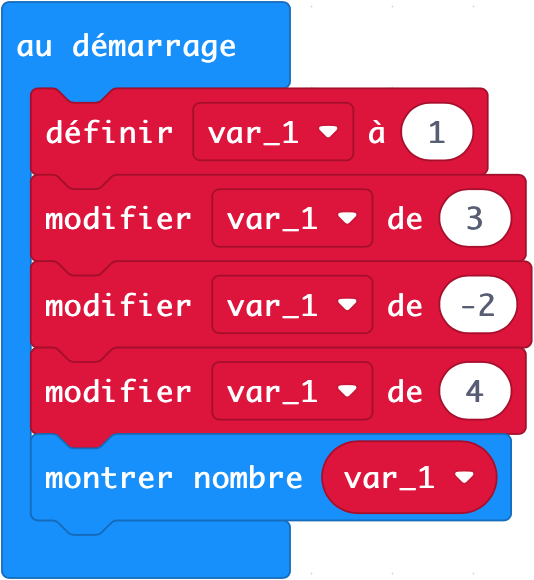 au démarrage
définir var_1 à 1
modifier var_1 de 3
modifier var_1 de -2
modifier var_1 de 4
montrer nombre var_1